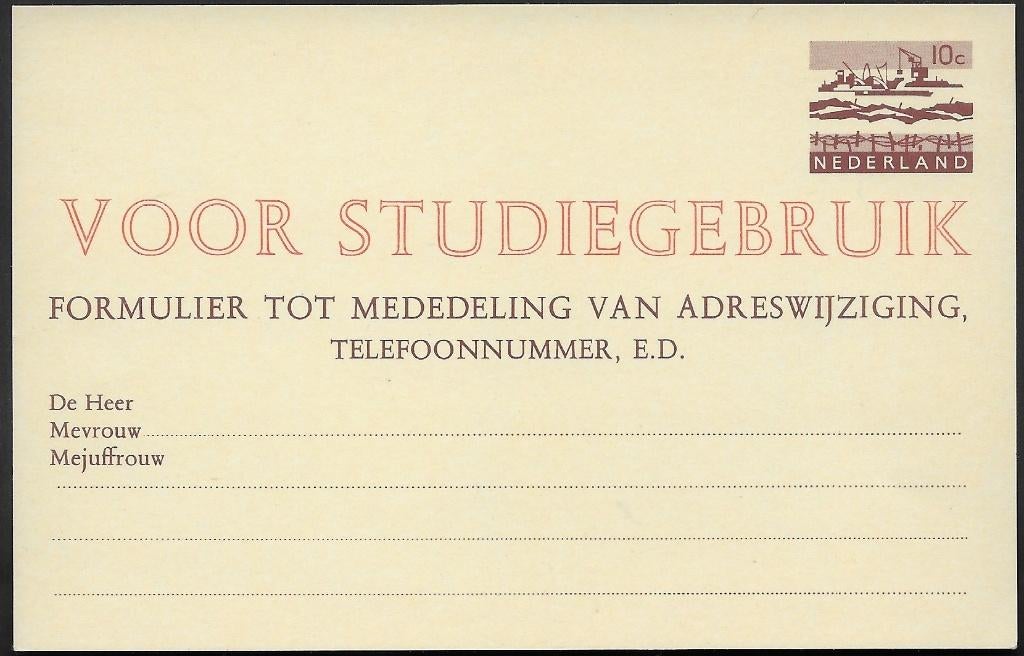 10c
NEDERLAND
VOOR STUDIEGEBRUIK
FORMULIER TOT MEDEDELING VAN ADRESWIJZIGING,
TELEFOONNUMMER, E.D.
De Heer
Mevrouw
Mejuffrouw